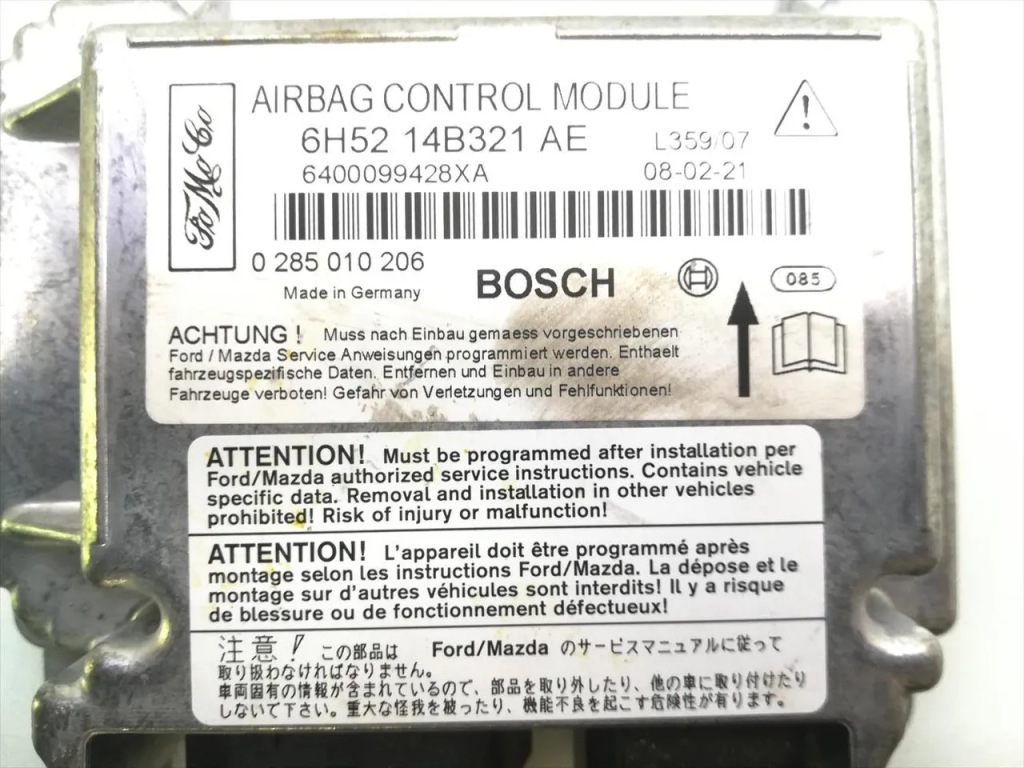 FoMoCo
AIRBAG CONTROL MODULE
6H52 14B321 AE
L359/07
6400099428XA
08-02-21
0 285 010 206
Made in Germany
BOSCH
085
ACHTUNG ! Muss nach Einbau gemaess vorgeschriebenen
Ford / Mazda Service Anweisungen programmiert werden. Enthaelt
fahrzeugspezifische Daten. Entfernen und Einbau in andere
Fahrzeuge verboten! Gefahr von Verletzungen und Fehlfunktionen!
ATTENTION! Must be programmed after installation per
Ford/Mazda authorized service instructions. Contains vehicle
specific data. Removal and installation in other vehicles
prohibited! Risk of injury or malfunction!
ATTENTION! L'appareil doit être programmé après
montage selon les instructions Ford/Mazda. La dépose et le
montage sur d'autres véhicules sont interdits! Il y a risque
de blessure ou de fonctionnement défectueux!
注意! この部品は Ford/Mazda のサービスマニュアルに従って
取り扱わなければなりません。
車両固有の情報が含まれているので、部品を取り外したり、他の車に取り付けたり
しないで下さい。重大な怪我を被ったり、機能不良を起こす危険性が有ります。